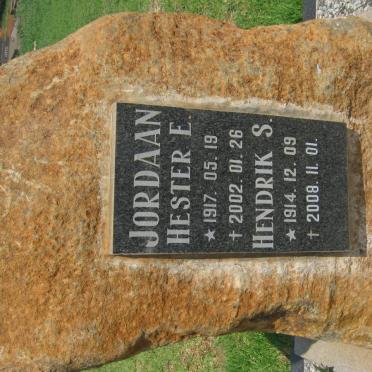 JORDAAN
HESTER E.
* 1917. 05. 19
† 2002. 01. 26
HENDRIK S.
* 1914. 12. 09
† 2008. 11. 01.